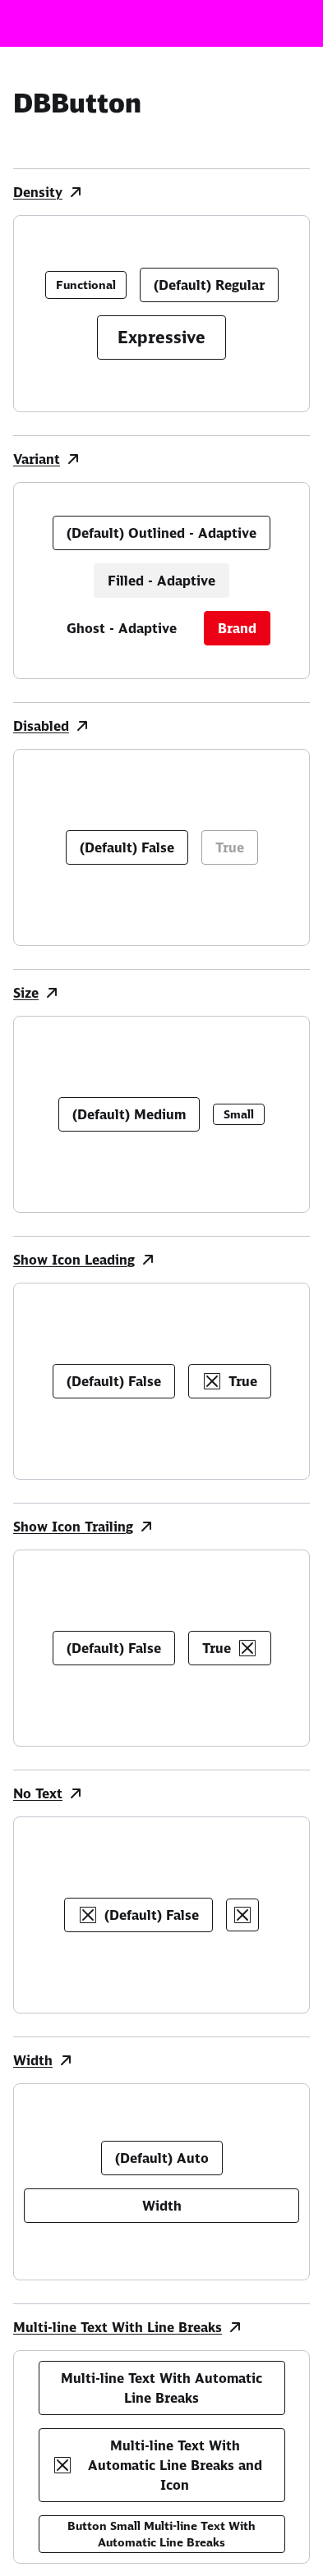 DBButton
Density
Functional
(Default) Regular
Expressive
Variant
(Default) Outlined - Adaptive
Filled - Adaptive
Ghost - Adaptive
Brand
Disabled
(Default) False
True
Size
(Default) Medium
Small
Show Icon Leading
(Default) False
True
Show Icon Trailing
(Default) False
True
No Text
(Default) False
Width
(Default) Auto
Width
Multi-line Text With Line Breaks
Multi-line Text With Automatic
Line Breaks
Multi-line Text With
Automatic Line Breaks and
Icon
Button Small Multi-line Text With
Automatic Line Breaks